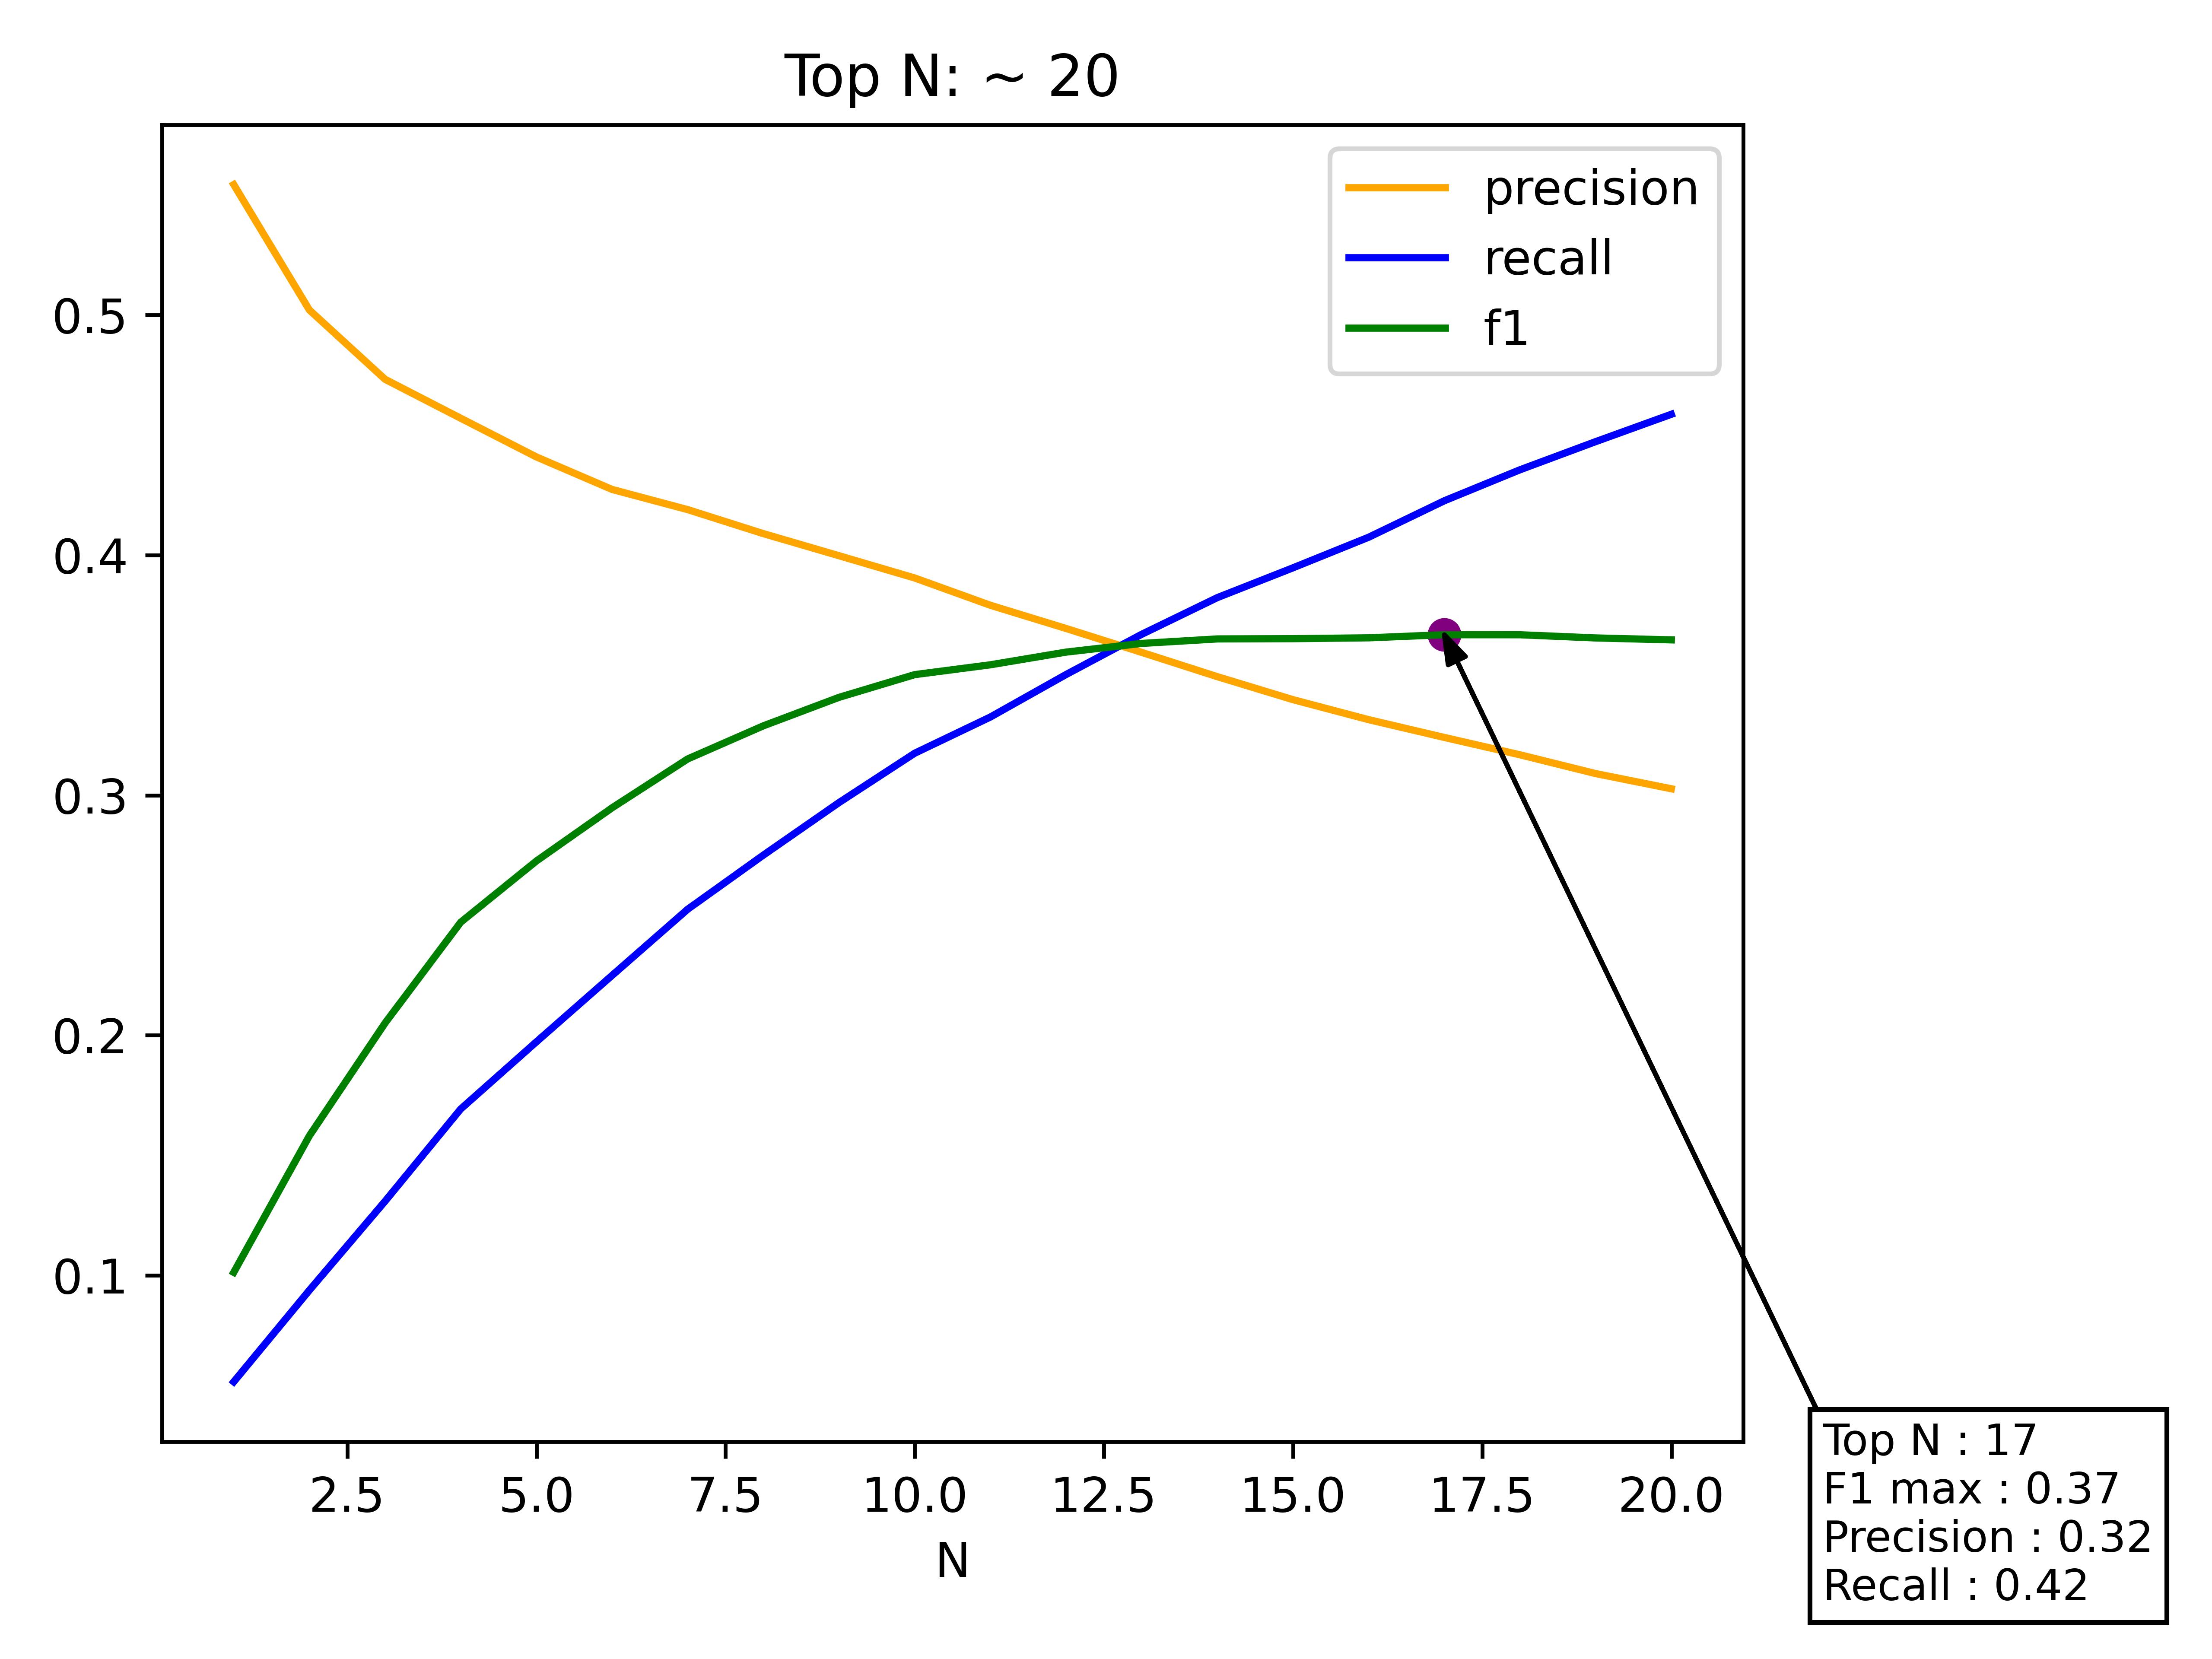 Top N: ~ 20
precision
recall
f1
0.5
0.4
0.3
0.2
0.1
2.5 5.0 7.5 10.0 12.5 15.0 17.5 20.0
N
Top N : 17
F1 max : 0.37
Precision : 0.32
Recall : 0.42